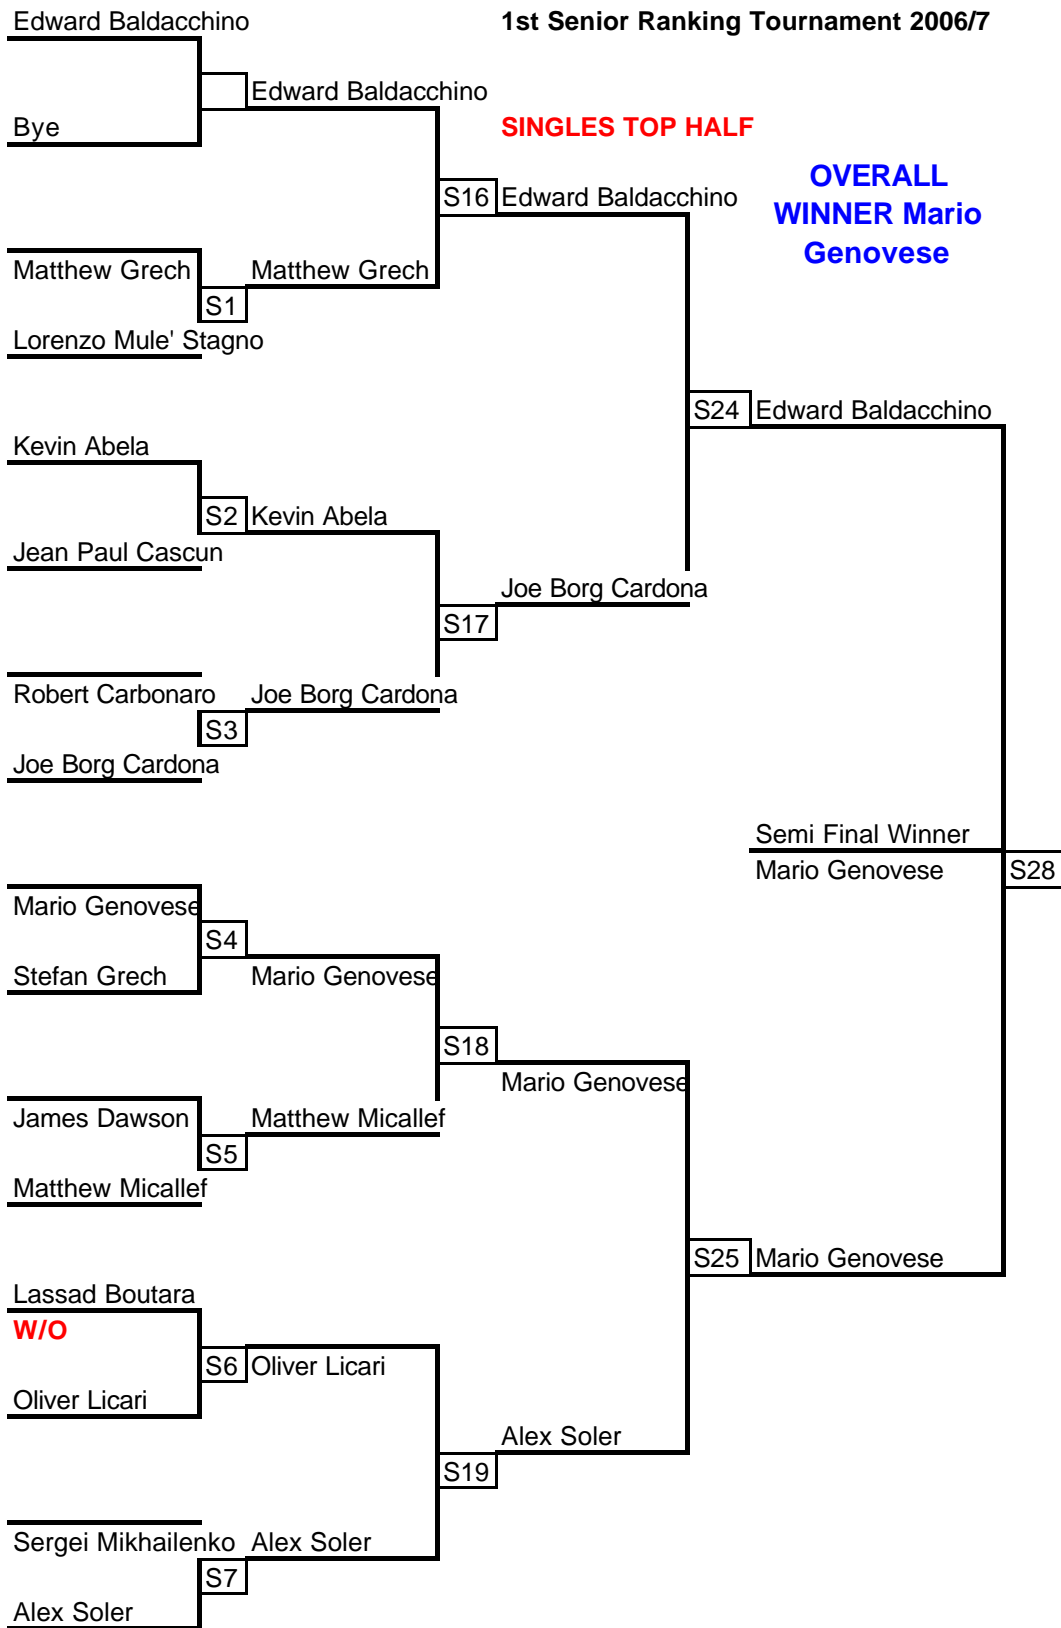 Edward Baldacchino
1st Senior Ranking Tournament 2006/7
Edward Baldacchino
Bye
SINGLES TOP HALF
OVERALL
WINNER Mario
Genovese
S16 Edward Baldacchino
Matthew Grech
Matthew Grech
S1
Lorenzo Mule' Stagno
S24 Edward Baldacchino
Kevin Abela
S2 Kevin Abela
Jean Paul Cascun
Joe Borg Cardona
S17
Robert Carbonaro
Joe Borg Cardona
S3
Joe Borg Cardona
Semi Final Winner
Mario Genovese
S28
Mario Genovese
S4
Stefan Grech
Mario Genovese
S18
Mario Genovese
James Dawson
Matthew Micallef
S5
Matthew Micallef
S25 Mario Genovese
Lassad Boutara
W/O
S6 Oliver Licari
Oliver Licari
Alex Soler
S19
Sergei Mikhailenko
Alex Soler
S7
Alex Soler